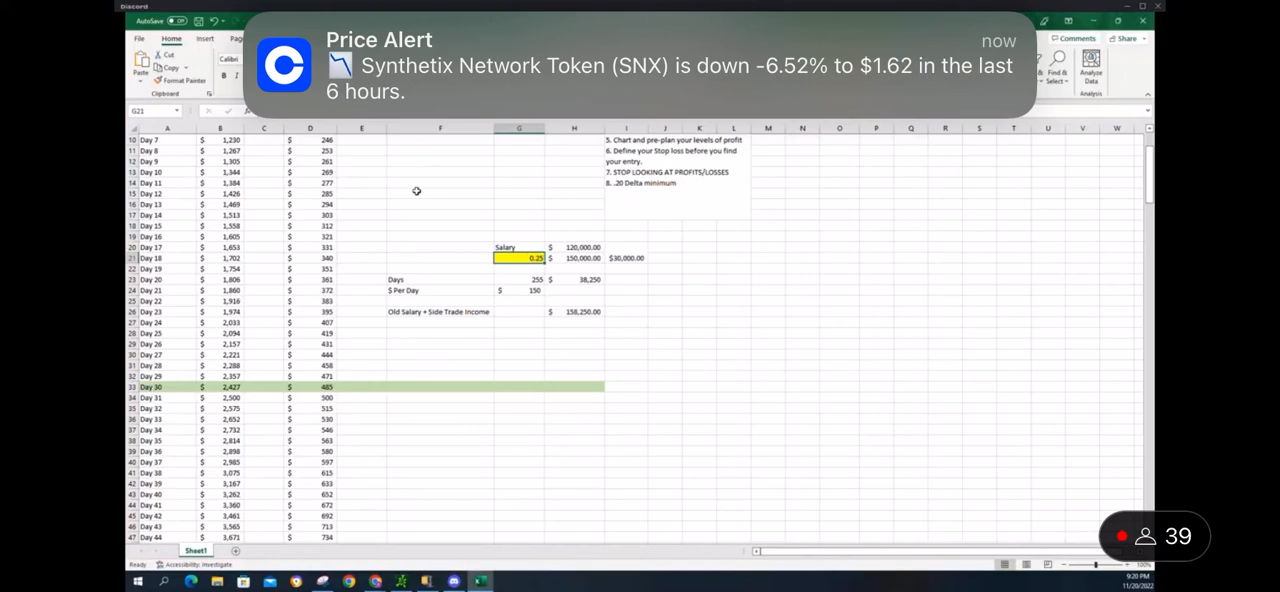 Discord
AutoSave Off
Price Alert now
Synthetix Network Token (SNX) is down -6.52% to $1.62 in the last
6 hours.
File Home Insert Pag
Comments Share
Paste Cut Calibri Find & Select Analyze Data
Copy
Format Painter B I
Clipboard Analysis
G21
A B C D E F G H I J K L M N O P Q R S T U V W
10 Day 7 $ 1,230 $ 246 5. Chart and pre-plan your levels of profit
11 Day 8 $ 1,267 $ 253 6. Define your Stop loss before you find
12 Day 9 $ 1,305 $ 261 your entry.
13 Day 10 $ 1,344 $ 269 7. STOP LOOKING AT PROFITS/LOSSES
14 Day 11 $ 1,384 $ 277 8. .20 Delta minimum
15 Day 12 $ 1,426 $ 285
16 Day 13 $ 1,469 $ 294
17 Day 14 $ 1,513 $ 303
18 Day 15 $ 1,558 $ 312
19 Day 16 $ 1,605 $ 321
20 Day 17 $ 1,653 $ 331 Salary $ 120,000.00
21 Day 18 $ 1,702 $ 340 0.25 $ 150,000.00 $30,000.00
22 Day 19 $ 1,754 $ 351
23 Day 20 $ 1,806 $ 361 Days 255 $ 38,250
24 Day 21 $ 1,860 $ 372 $ Per Day $ 150
25 Day 22 $ 1,916 $ 383
26 Day 23 $ 1,974 $ 395 Old Salary + Side Trade Income $ 158,250.00
27 Day 24 $ 2,033 $ 407
28 Day 25 $ 2,094 $ 419
29 Day 26 $ 2,157 $ 431
30 Day 27 $ 2,221 $ 444
31 Day 28 $ 2,288 $ 458
32 Day 29 $ 2,357 $ 471
33 Day 30 $ 2,427 $ 485
34 Day 31 $ 2,500 $ 500
35 Day 32 $ 2,575 $ 515
36 Day 33 $ 2,652 $ 530
37 Day 34 $ 2,732 $ 546
38 Day 35 $ 2,814 $ 563
39 Day 36 $ 2,898 $ 580
40 Day 37 $ 2,985 $ 597
41 Day 38 $ 3,075 $ 615
42 Day 39 $ 3,167 $ 633
43 Day 40 $ 3,262 $ 652
44 Day 41 $ 3,360 $ 672
45 Day 42 $ 3,461 $ 692
46 Day 43 $ 3,565 $ 713
47 Day 44 $ 3,671 $ 734
39
Sheet1
Ready Accessibility: Investigate 100%
9:20 PM
11/20/2022